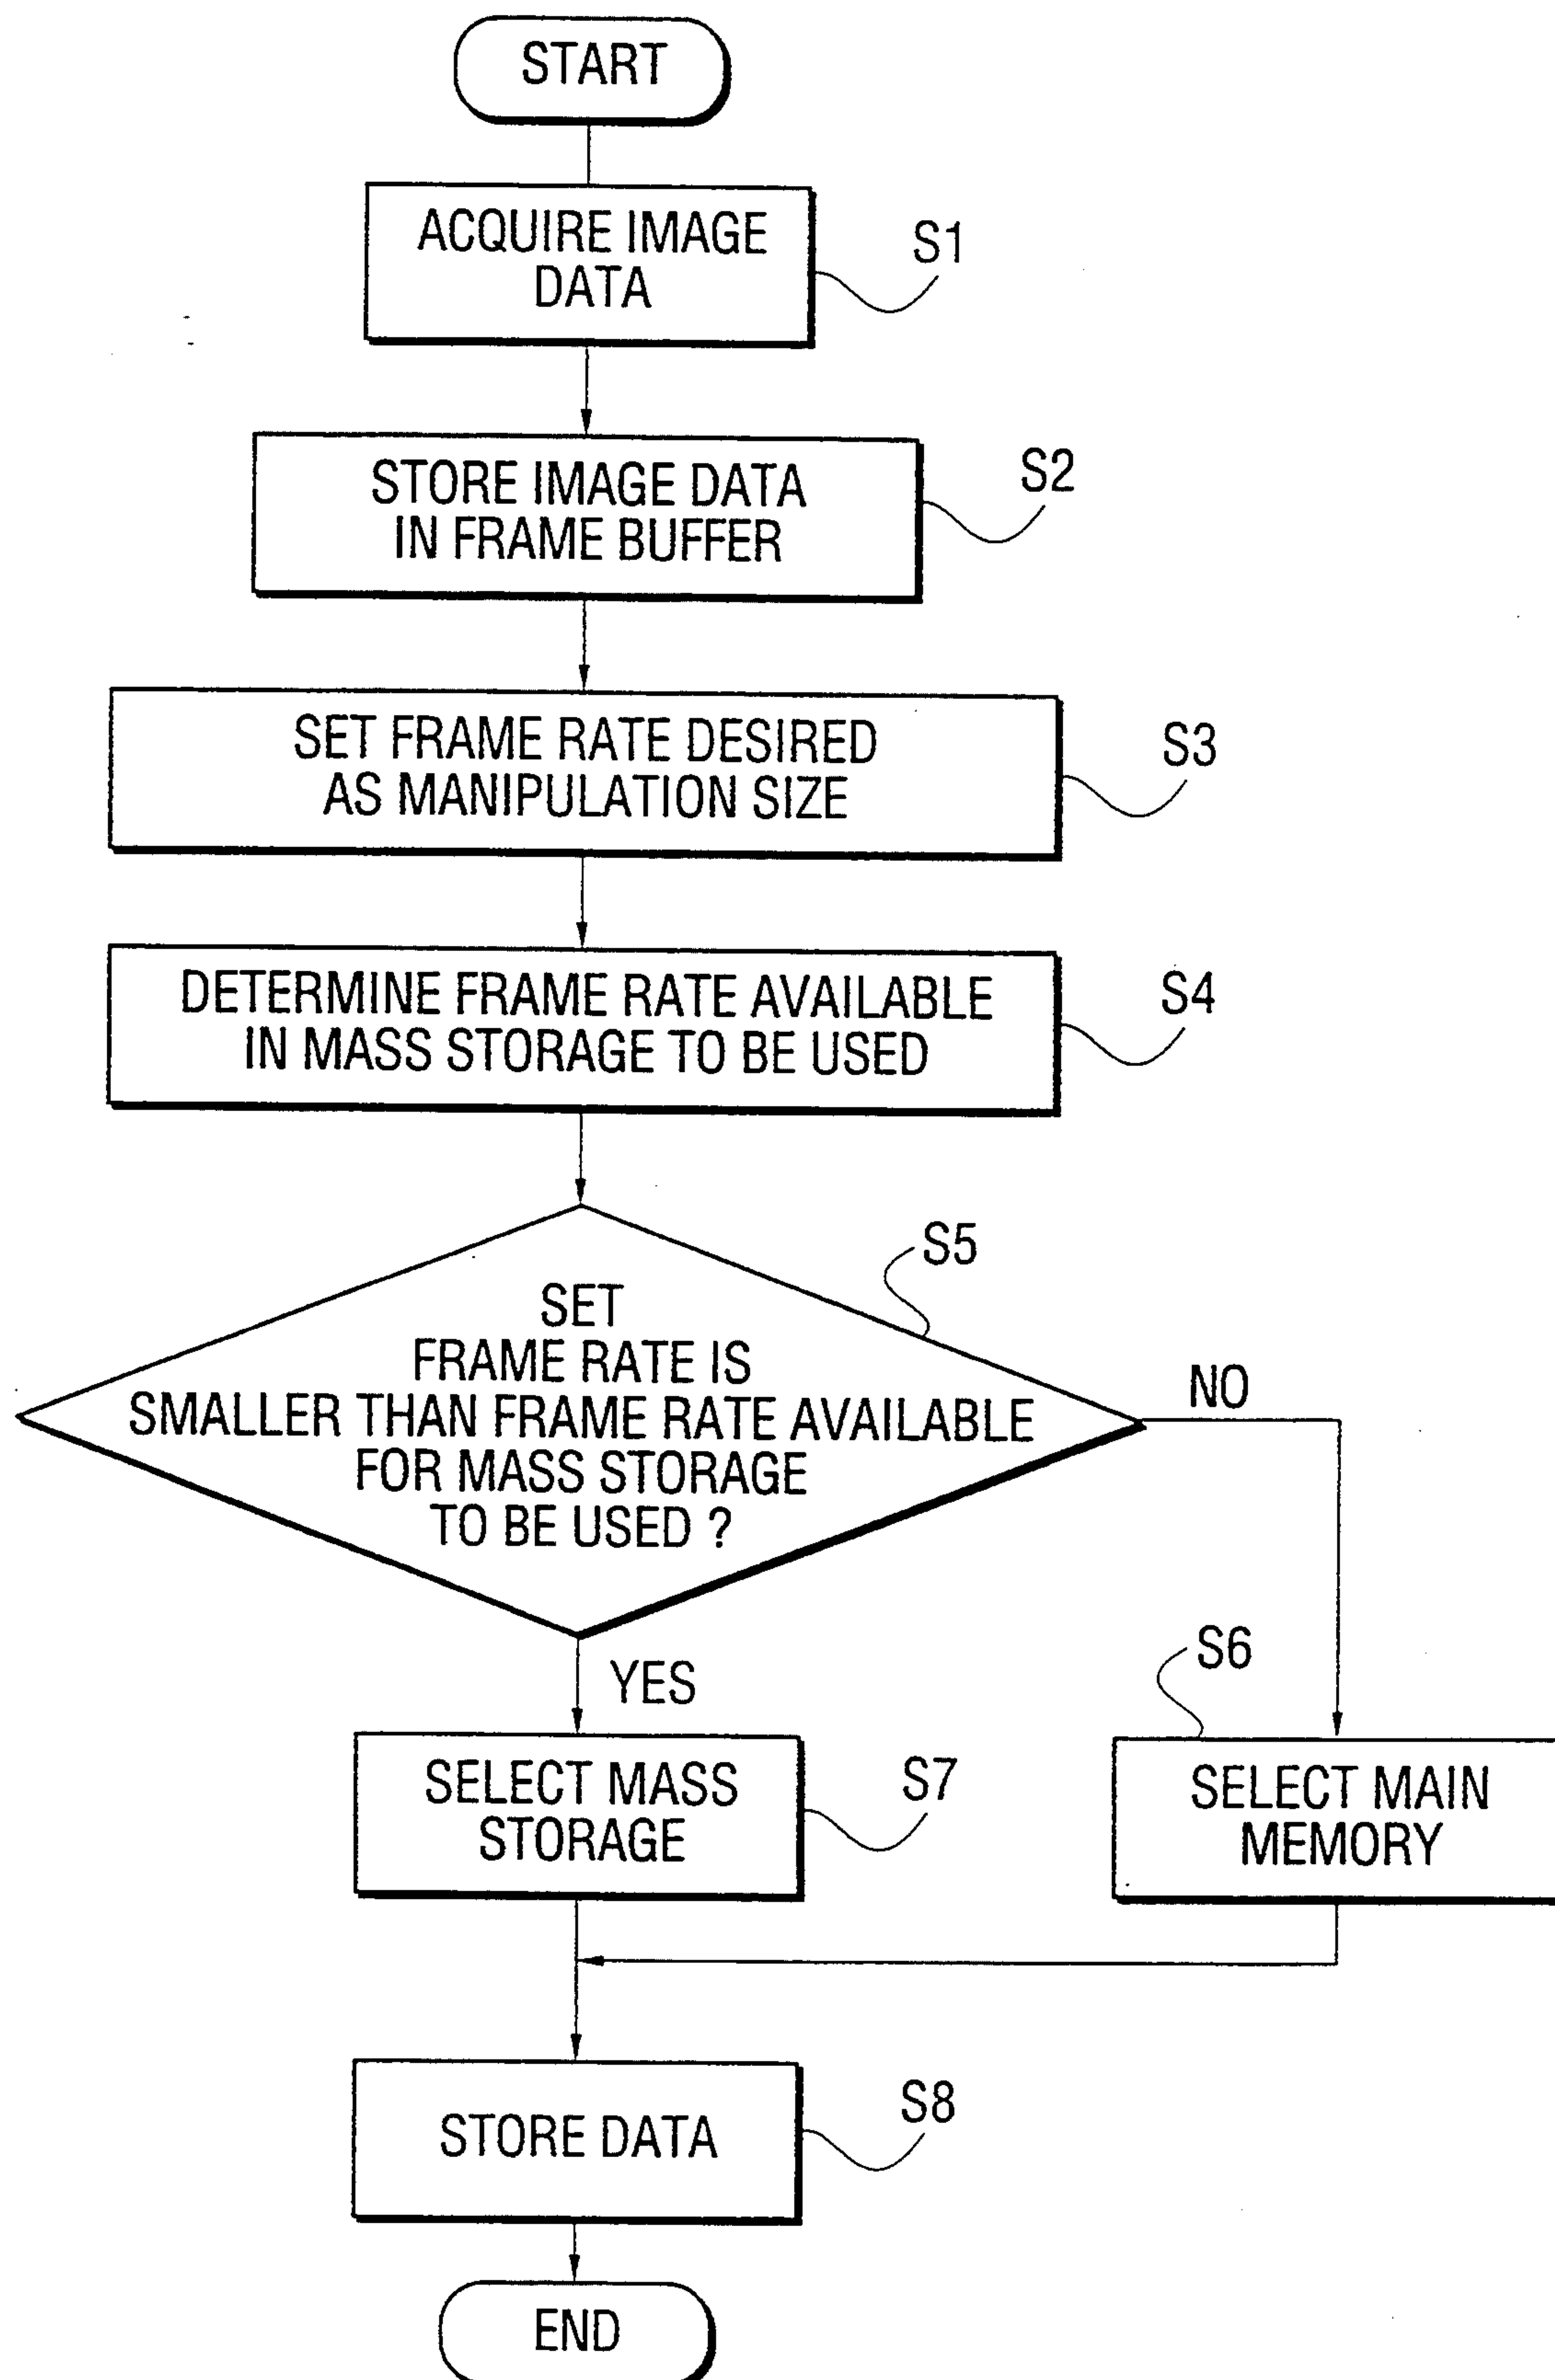 START
ACQUIRE IMAGE
DATA
S1
STORE IMAGE DATA
IN FRAME BUFFER
S2
SET FRAME RATE DESIRED
AS MANIPULATION SIZE
S3
DETERMINE FRAME RATE AVAILABLE
IN MASS STORAGE TO BE USED
S4
S5
SET
FRAME RATE IS
SMALLER THAN FRAME RATE AVAILABLE
FOR MASS STORAGE
TO BE USED ?
NO
YES
S6
SELECT MASS
STORAGE
S7
SELECT MAIN
MEMORY
STORE DATA
S8
END